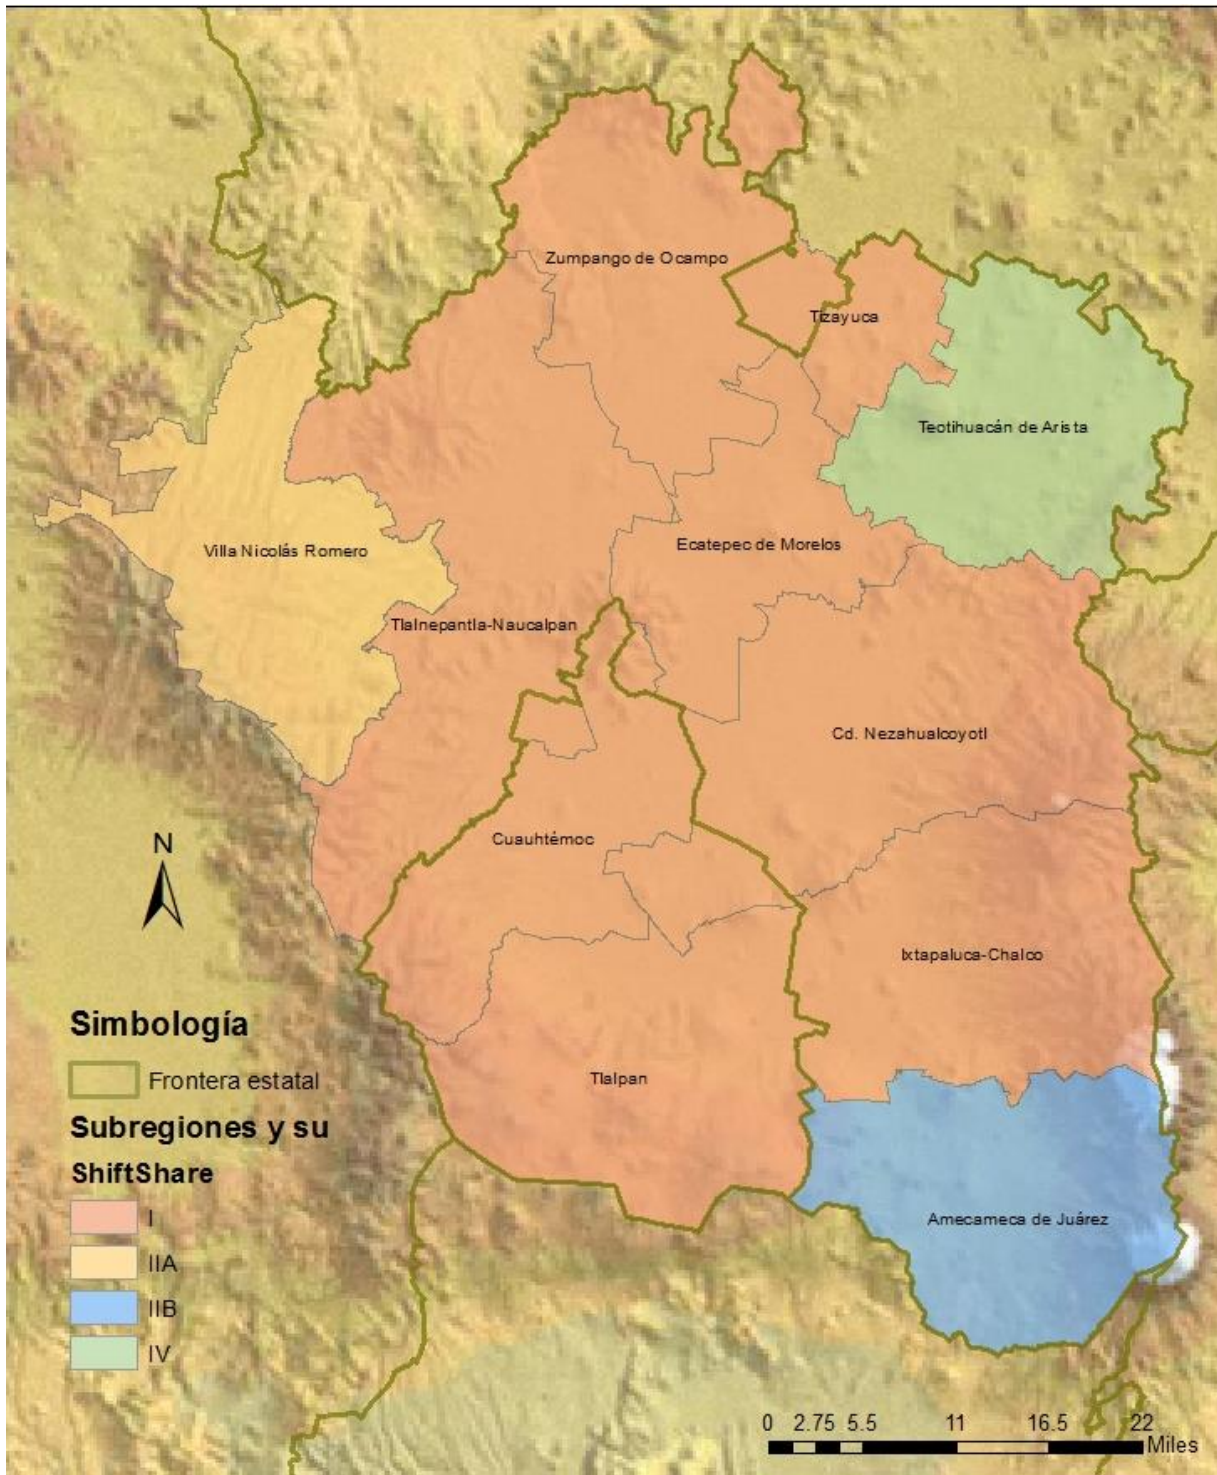 Zumpango de Ocampo
Tizayuca
Teotihuacán de Arista
Ecatepec de Morelos
Villa Nicolás Romero
Tlalnepantla-Naucalpan
Cd. Nezahualcoyotl
Cuauhtémoc
Ixtapaluca-Chalco
Tlalpan
Amecameca de Juárez
N
Simbología
Frontera estatal
Subregiones y su
ShiftShare
I
IIA
IIB
IV
0 2.75 5.5 11 16.5 22
Miles